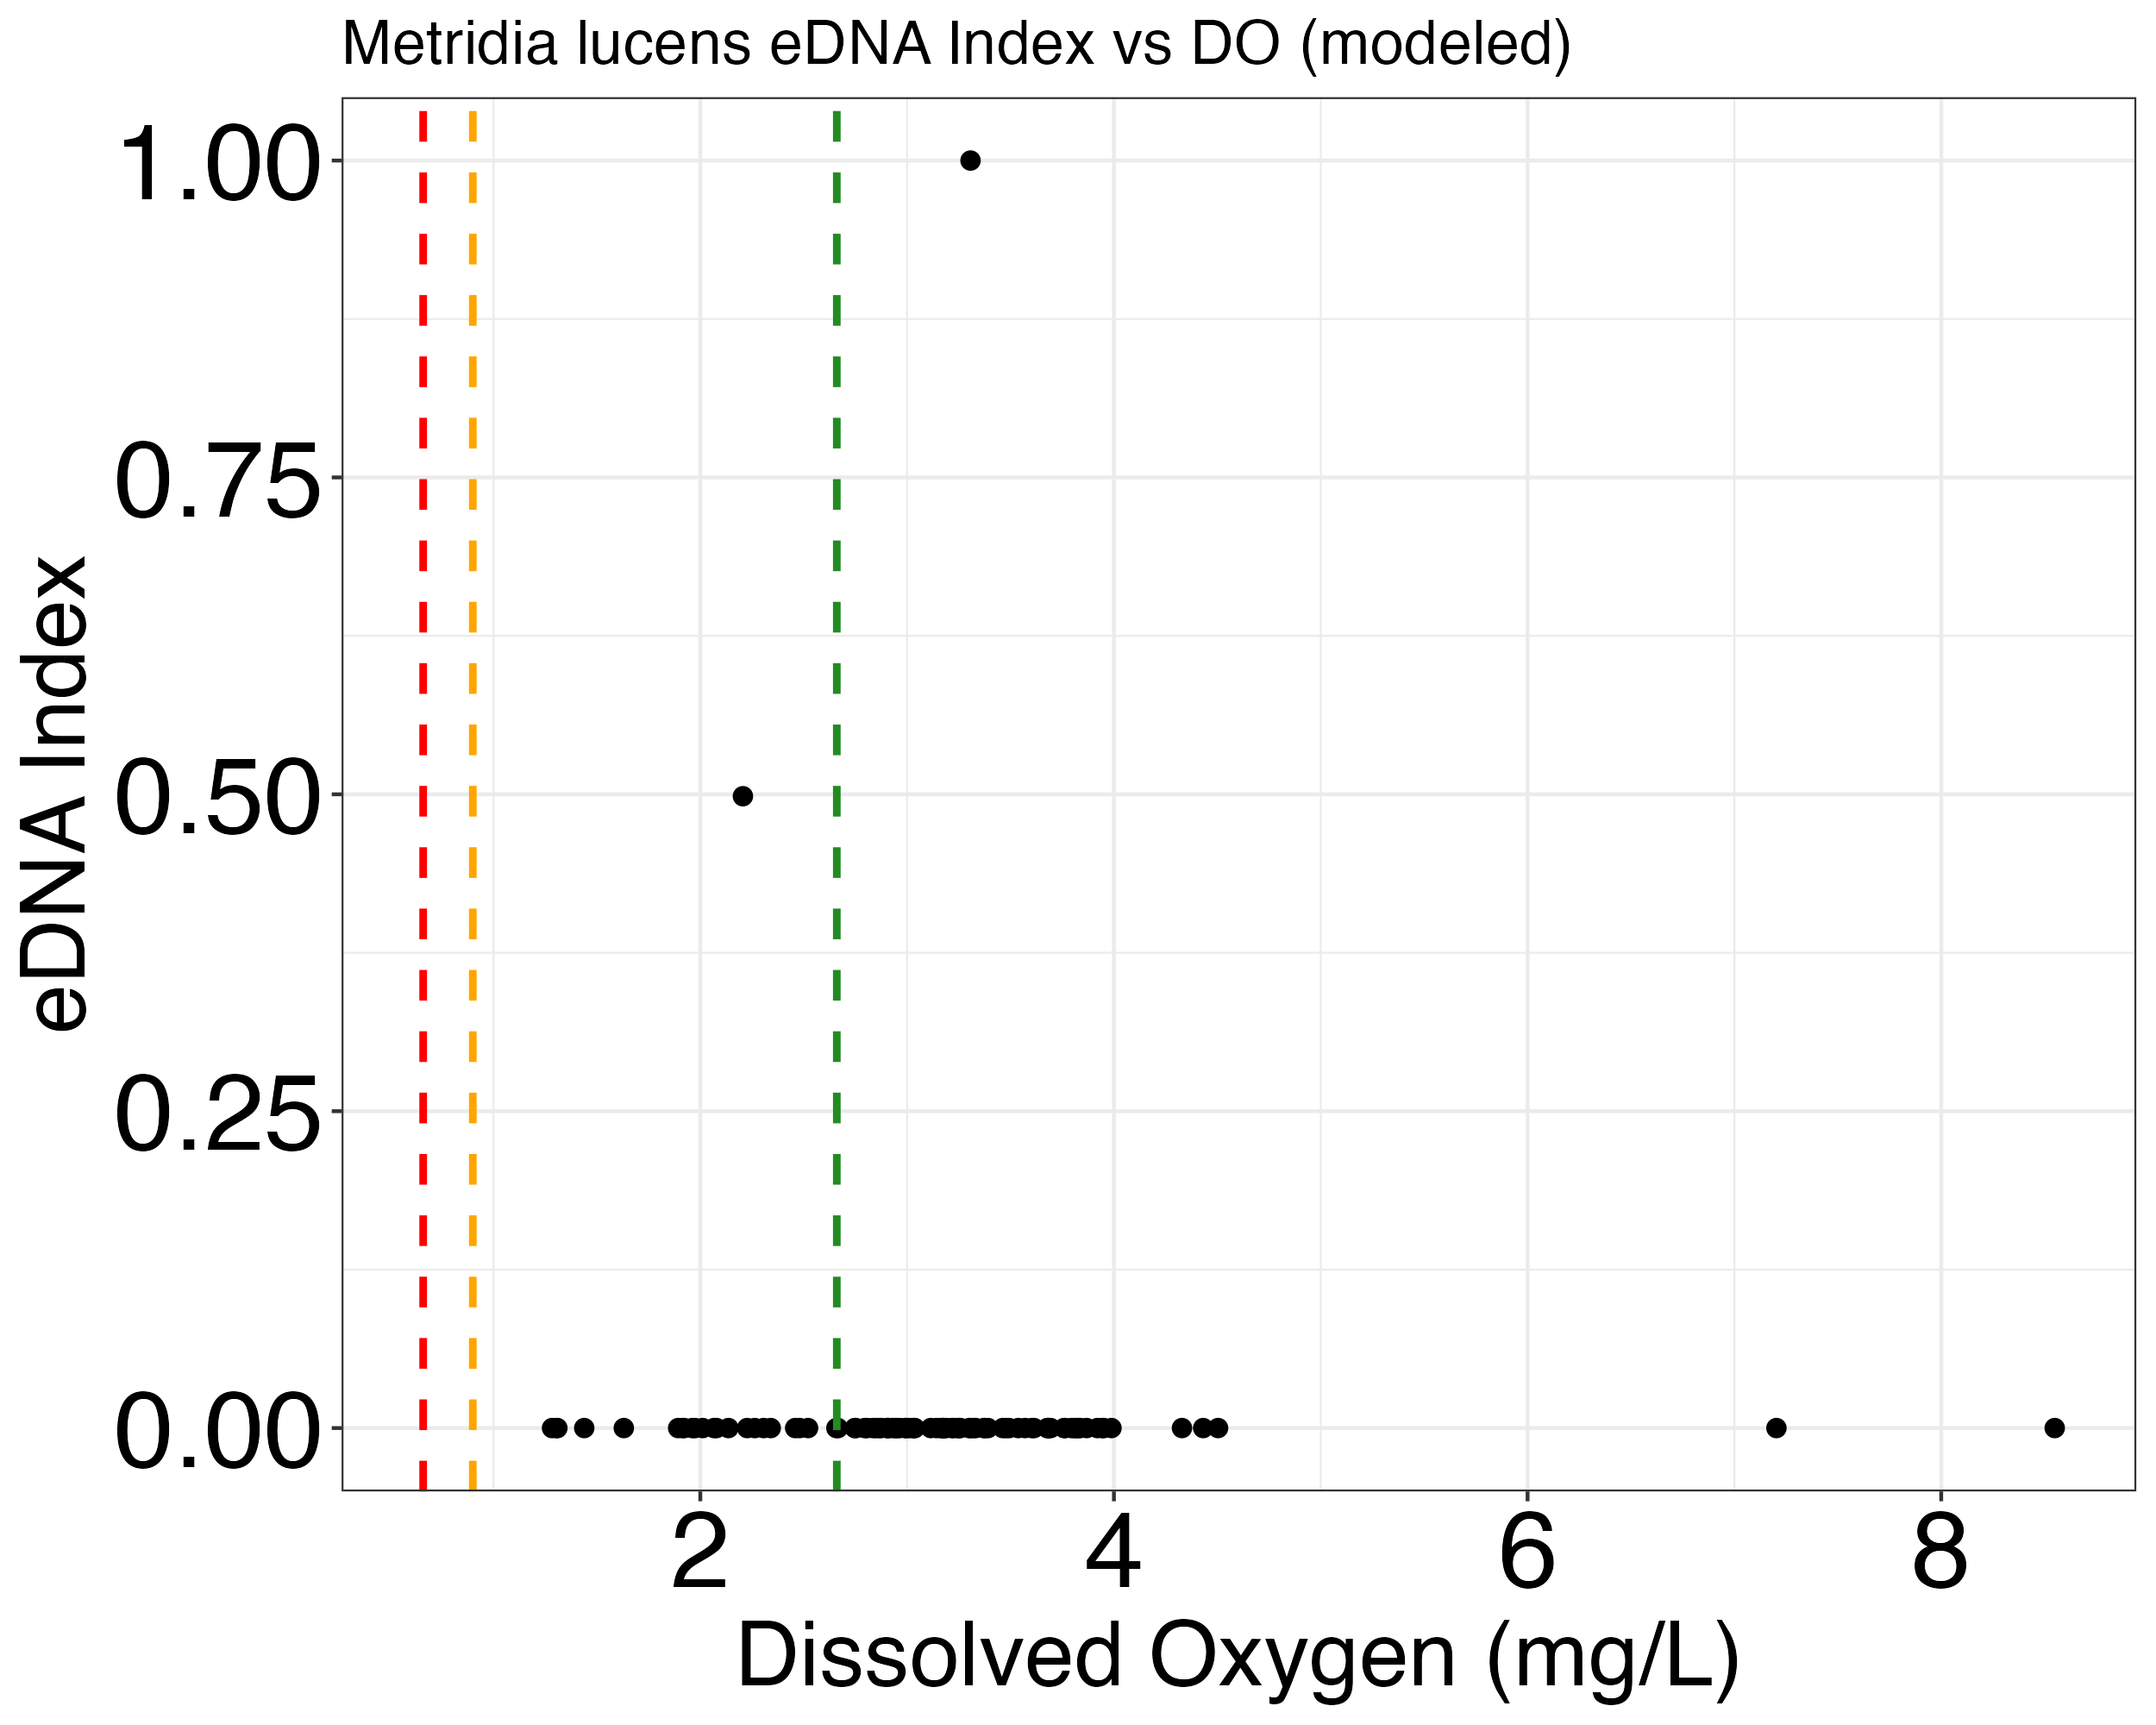 Metridia lucens eDNA Index vs DO (modeled)
1.00
0.75
0.50
0.25
0.00
eDNA Index
2 4 6 8
Dissolved Oxygen (mg/L)